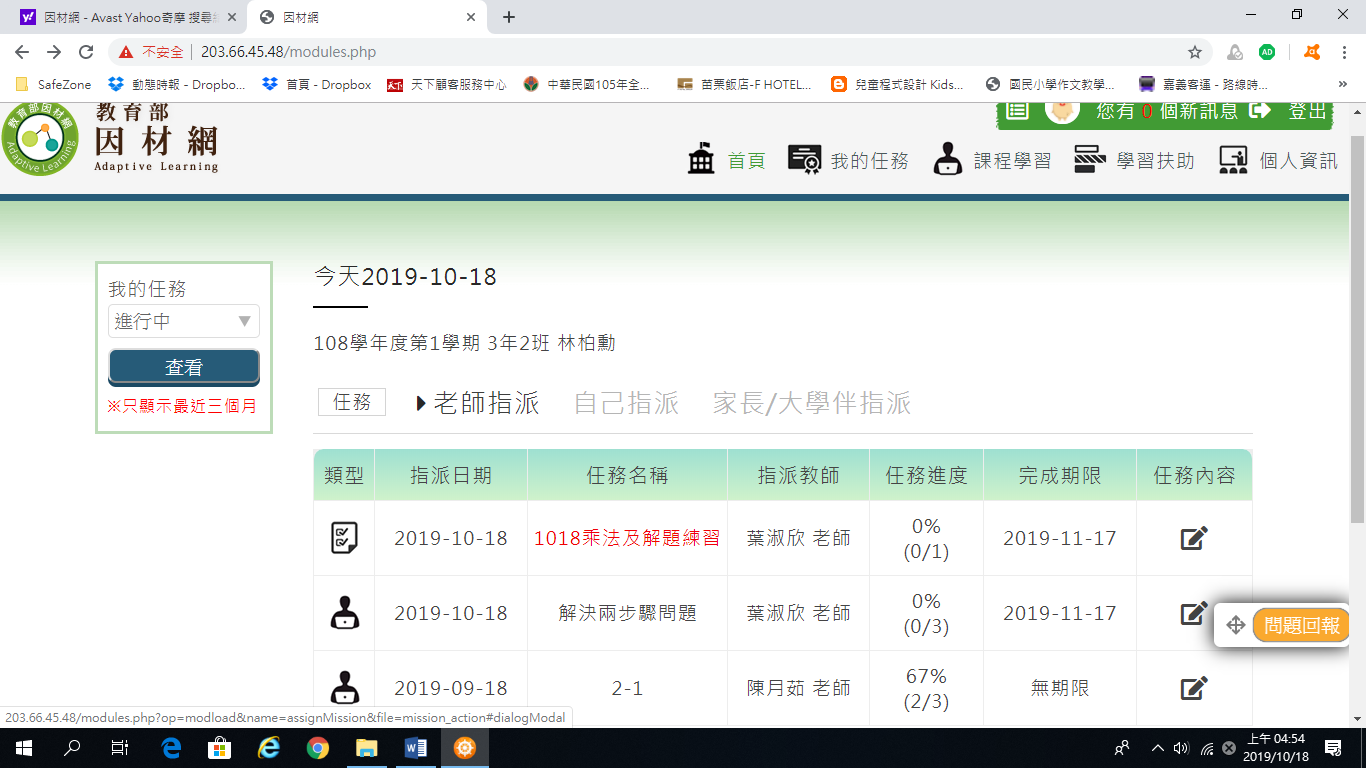 因材網 - Avast Yahoo奇摩 搜尋
因材網
不安全 203.66.45.48/modules.php
SafeZone 動態時報 - Dropbo... 首頁 - Dropbox 天下顧客服務中心 中華民國105年全... 苗栗飯店-F HOTEL... 兒童程式設計 Kids... 國民小學作文教學... 嘉義客運 - 路線時... »
教育部因材網 Adaptive Learning
教育部
因材網
Adaptive Learning
您有 0 個新訊息 登出
首頁 我的任務 課程學習 學習扶助 個人資訊
我的任務
進行中
查看
※只顯示最近三個月
今天2019-10-18
108學年度第1學期 3年2班 林柏勳
任務 老師指派 自己指派 家長/大學伴指派
類型 指派日期 任務名稱 指派教師 任務進度 完成期限 任務內容
2019-10-18 1018乘法及解題練習 葉淑欣 老師 0% (0/1) 2019-11-17
2019-10-18 解決兩步驟問題 葉淑欣 老師 0% (0/3) 2019-11-17
問題回報
2019-09-18 2-1 陳月茹 老師 67% (2/3) 無期限
203.66.45.48/modules.php?op=modload&name=assignMission&file=mission_action#dialogModal
上午 04:54
2019/10/18